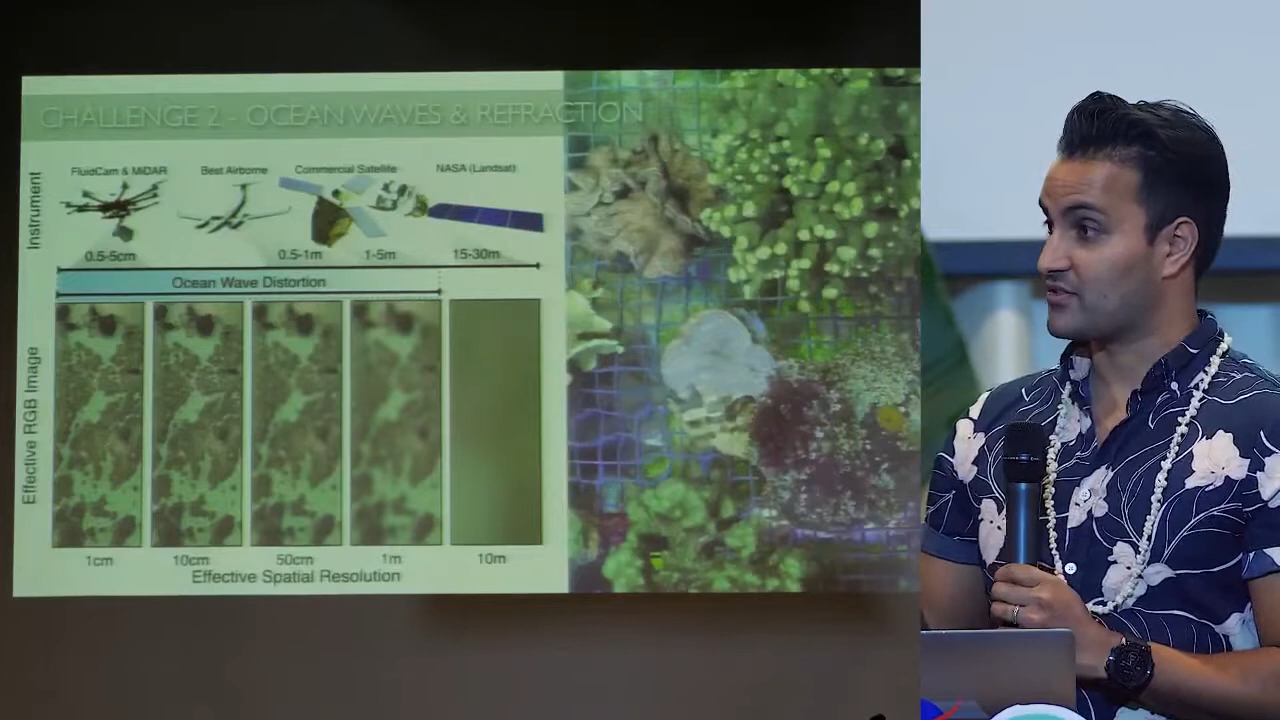 CHALLENGE 2 - OCEAN WAVES & REFRACTION
Instrument
FluidCam & MiDAR
Best Airborne
Commercial Satellite
NASA (Landsat)
0.5-5cm
0.5-1m
1-5m
15-30m
Ocean Wave Distortion
Effective RGB Image
1cm
10cm
50cm
1m
10m
Effective Spatial Resolution